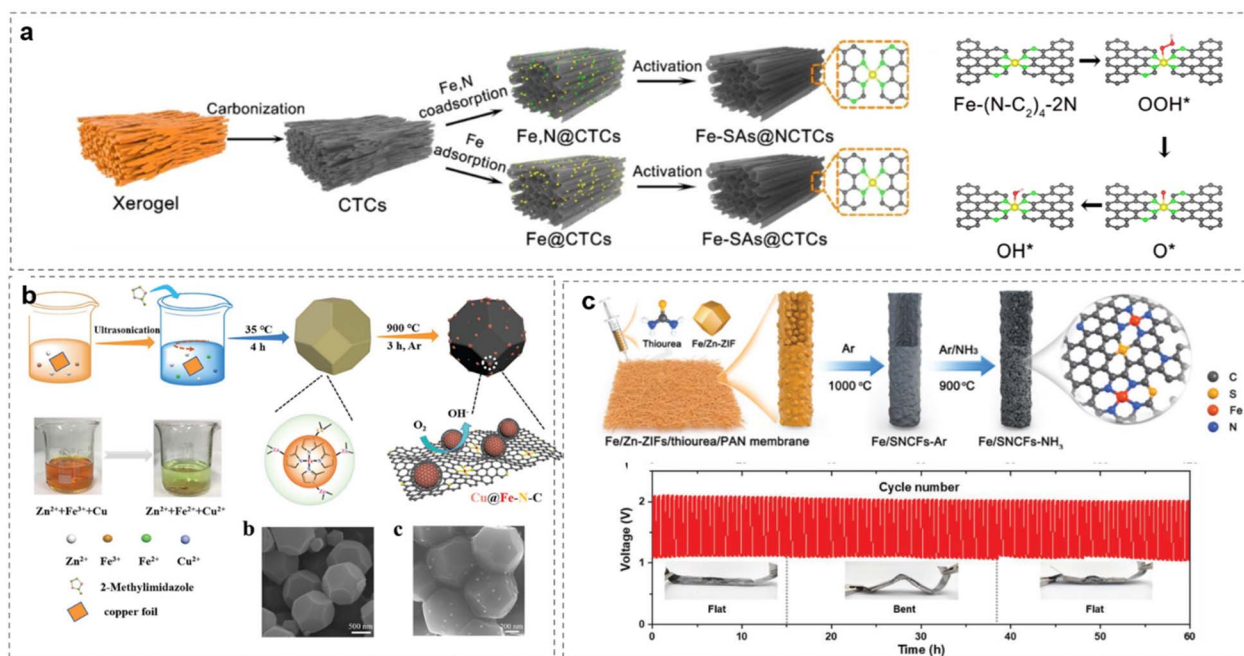 a
Xerogel
Carbonization
CTCs
Fe,N
coadsorption
Fe
adsorption
Fe,N@CTCs
Fe@CTCs
Activation
Activation
Fe-SAs@NCTCs
Fe-SAs@CTCs
Fe-(N-C₂)₄-2N
OOH*
OH*
O*
b
Ultrasonication
35 °C
4 h
900 °C
3 h, Ar
O₂
OH⁻
Cu@Fe-N-C
Zn²⁺+Fe³⁺+Cu
Zn²⁺+Fe²⁺+Cu²⁺
Zn²⁺
Fe³⁺
Fe²⁺
Cu²⁺
2-Methylimidazole
copper foil
b
500 nm
c
200 nm
c
Thiourea
Fe/Zn-ZIF
Fe/Zn-ZIFs/thiourea/PAN membrane
Ar
1000 °C
Fe/SNCFs-Ar
Ar/NH₃
900 °C
Fe/SNCFs-NH₃
C
S
Fe
N
Cycle number
Voltage (V)
2
1
0
Flat
Bent
Flat
0 10 20 30 40 50 60
Time (h)